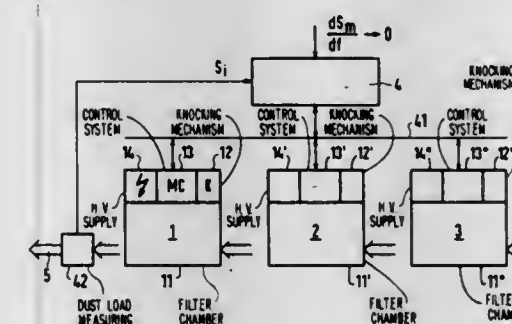 dSm
df → 0
Si
4
KNOCKING
MECHANISM
CONTROL
SYSTEM
KNOCKING
MECHANISM
CONTROL
SYSTEM
KNOCKING
MECHANISM
CONTROL
SYSTEM
41
14 13 12
14' 13' 12'
14" 13" 12"
MC K
H.V.
SUPPLY
H.V.
SUPPLY
H.V.
SUPPLY
1 2 3
5
42
11 11' 11"
DUST LOAD
MEASURING
FILTER
CHAMBER
FILTER
CHAMBER
FILTER